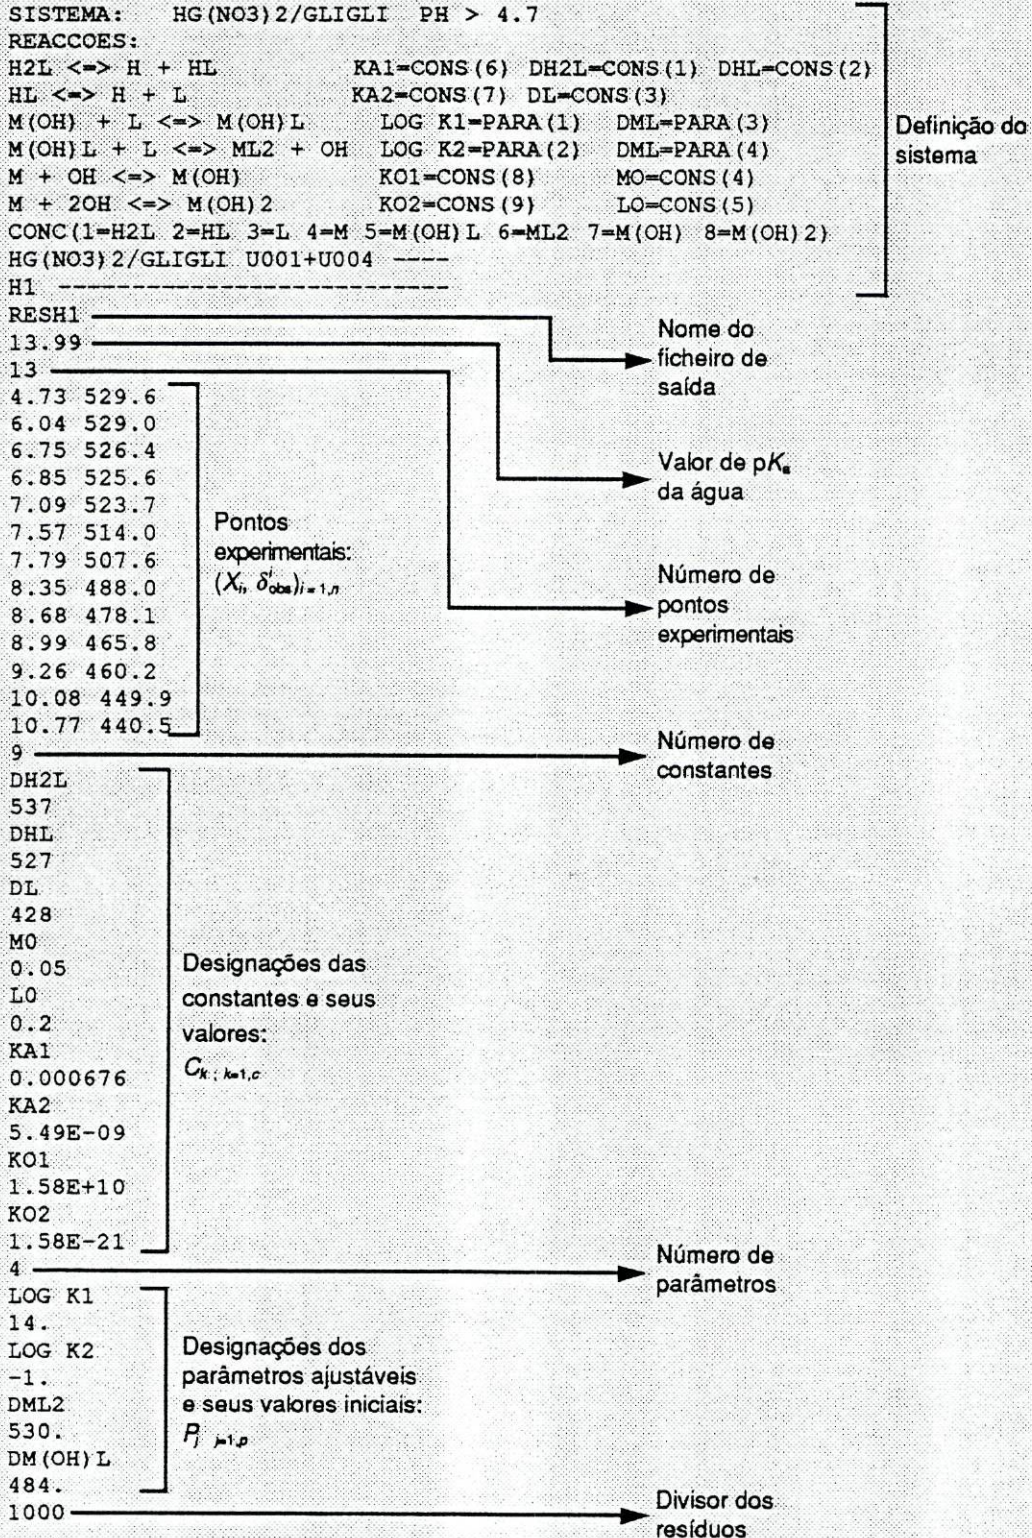 SISTEMA: HG(NO3)2/GLIGLI PH > 4.7
REACCOES:
H2L <=> H + HL KA1=CONS(6) DH2L=CONS(1) DHL=CONS(2)
HL <=> H + L KA2=CONS(7) DL=CONS(3)
M(OH) + L <=> M(OH)L LOG K1=PARA(1) DML=PARA(3)
M(OH)L + L <=> ML2 + OH LOG K2=PARA(2) DML=PARA(4)
M + OH <=> M(OH) KO1=CONS(8) MO=CONS(4)
M + 2OH <=> M(OH)2 KO2=CONS(9) LO=CONS(5)
CONC(1=H2L 2=HL 3=L 4=M 5=M(OH)L 6=ML2 7=M(OH) 8=M(OH)2)
HG(NO3)2/GLIGLI U001+U004 ----
H1 ---------------------------
Definição do
sistema
RESH1
Nome do
ficheiro de
saída
13.99
Valor de pKa
da água
13
Número de
pontos
experimentais
4.73 529.6
6.04 529.0
6.75 526.4
6.85 525.6
7.09 523.7
7.57 514.0
7.79 507.6
8.35 488.0
8.68 478.1
8.99 465.8
9.26 460.2
10.08 449.9
10.77 440.5
Pontos
experimentais:
(Xi, δiobs)i=1,n
9
Número de
constantes
DH2L
537
DHL
527
DL
428
MO
0.05
LO
0.2
KA1
0.000676
KA2
5.49E-09
KO1
1.58E+10
KO2
1.58E-21
Designações das
constantes e seus
valores:
Ck; k=1,c
4
Número de
parâmetros
LOG K1
14.
LOG K2
-1.
DML2
530.
DM(OH)L
484.
Designações dos
parâmetros ajustáveis
e seus valores iniciais:
Pj j=1,p
1000
Divisor dos
resíduos